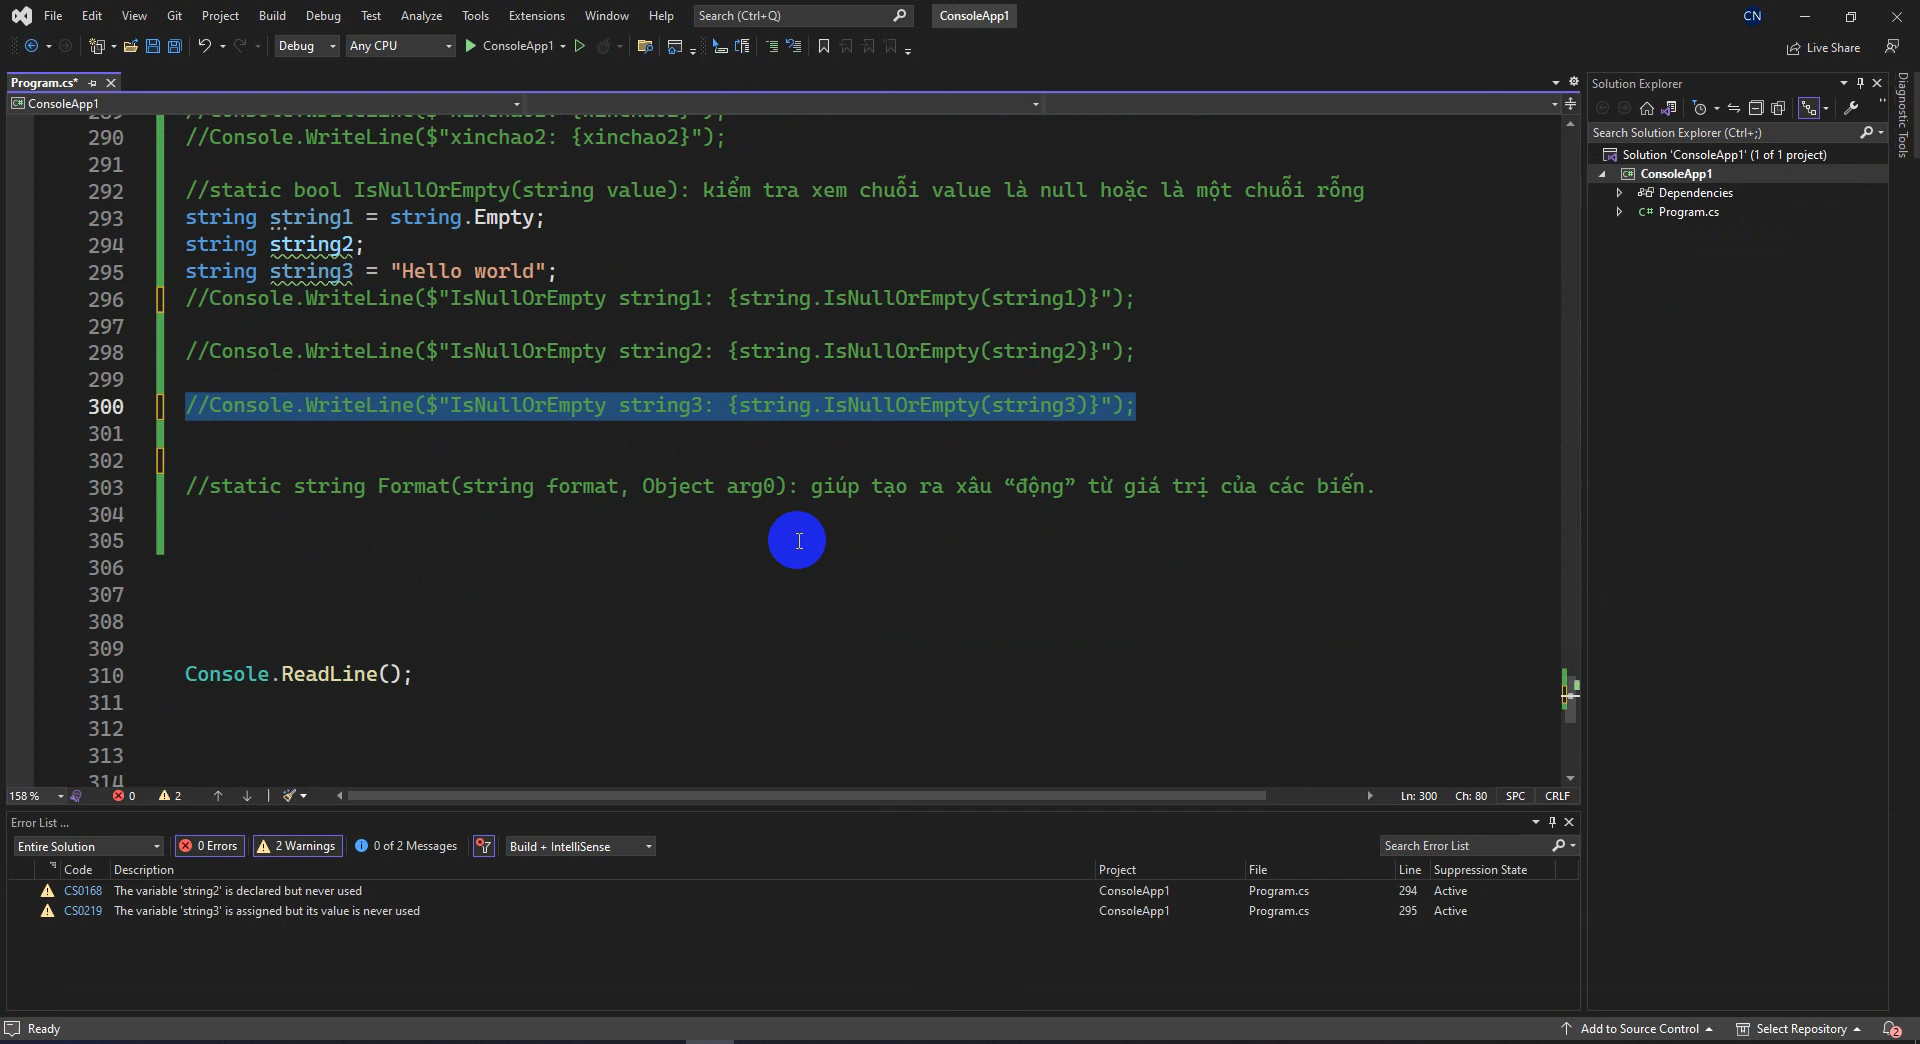 File Edit View Git Project Build Debug Test Analyze Tools Extensions Window Help Search (Ctrl+Q) ConsoleApp1 CN
Debug Any CPU ConsoleApp1 Live Share
Program.cs*
ConsoleApp1
289 //Console.WriteLine($"xinchao2: {xinchao2}");
290 //Console.WriteLine($"xinchao2: {xinchao2}");
291
292 //static bool IsNullOrEmpty(string value): kiểm tra xem chuỗi value là null hoặc là một chuỗi rỗng
293 string string1 = string.Empty;
294 string string2;
295 string string3 = "Hello world";
296 //Console.WriteLine($"IsNullOrEmpty string1: {string.IsNullOrEmpty(string1)}");
297
298 //Console.WriteLine($"IsNullOrEmpty string2: {string.IsNullOrEmpty(string2)}");
299
300 //Console.WriteLine($"IsNullOrEmpty string3: {string.IsNullOrEmpty(string3)}");
301
302
303 //static string Format(string format, Object arg0): giúp tạo ra xâu “động” từ giá trị của các biến.
304
305
306
307
308
309
310 Console.ReadLine();
311
312
313
314
158 % 0 2 Ln: 300 Ch: 80 SPC CRLF
Error List ...
Entire Solution 0 Errors 2 Warnings 0 of 2 Messages Build + IntelliSense Search Error List
Code Description Project File Line Suppression State
CS0168 The variable 'string2' is declared but never used ConsoleApp1 Program.cs 294 Active
CS0219 The variable 'string3' is assigned but its value is never used ConsoleApp1 Program.cs 295 Active
Solution Explorer
Search Solution Explorer (Ctrl+;)
Solution 'ConsoleApp1' (1 of 1 project)
C# ConsoleApp1
Dependencies
C# Program.cs
Diagnostic Tools
Ready Add to Source Control Select Repository 2